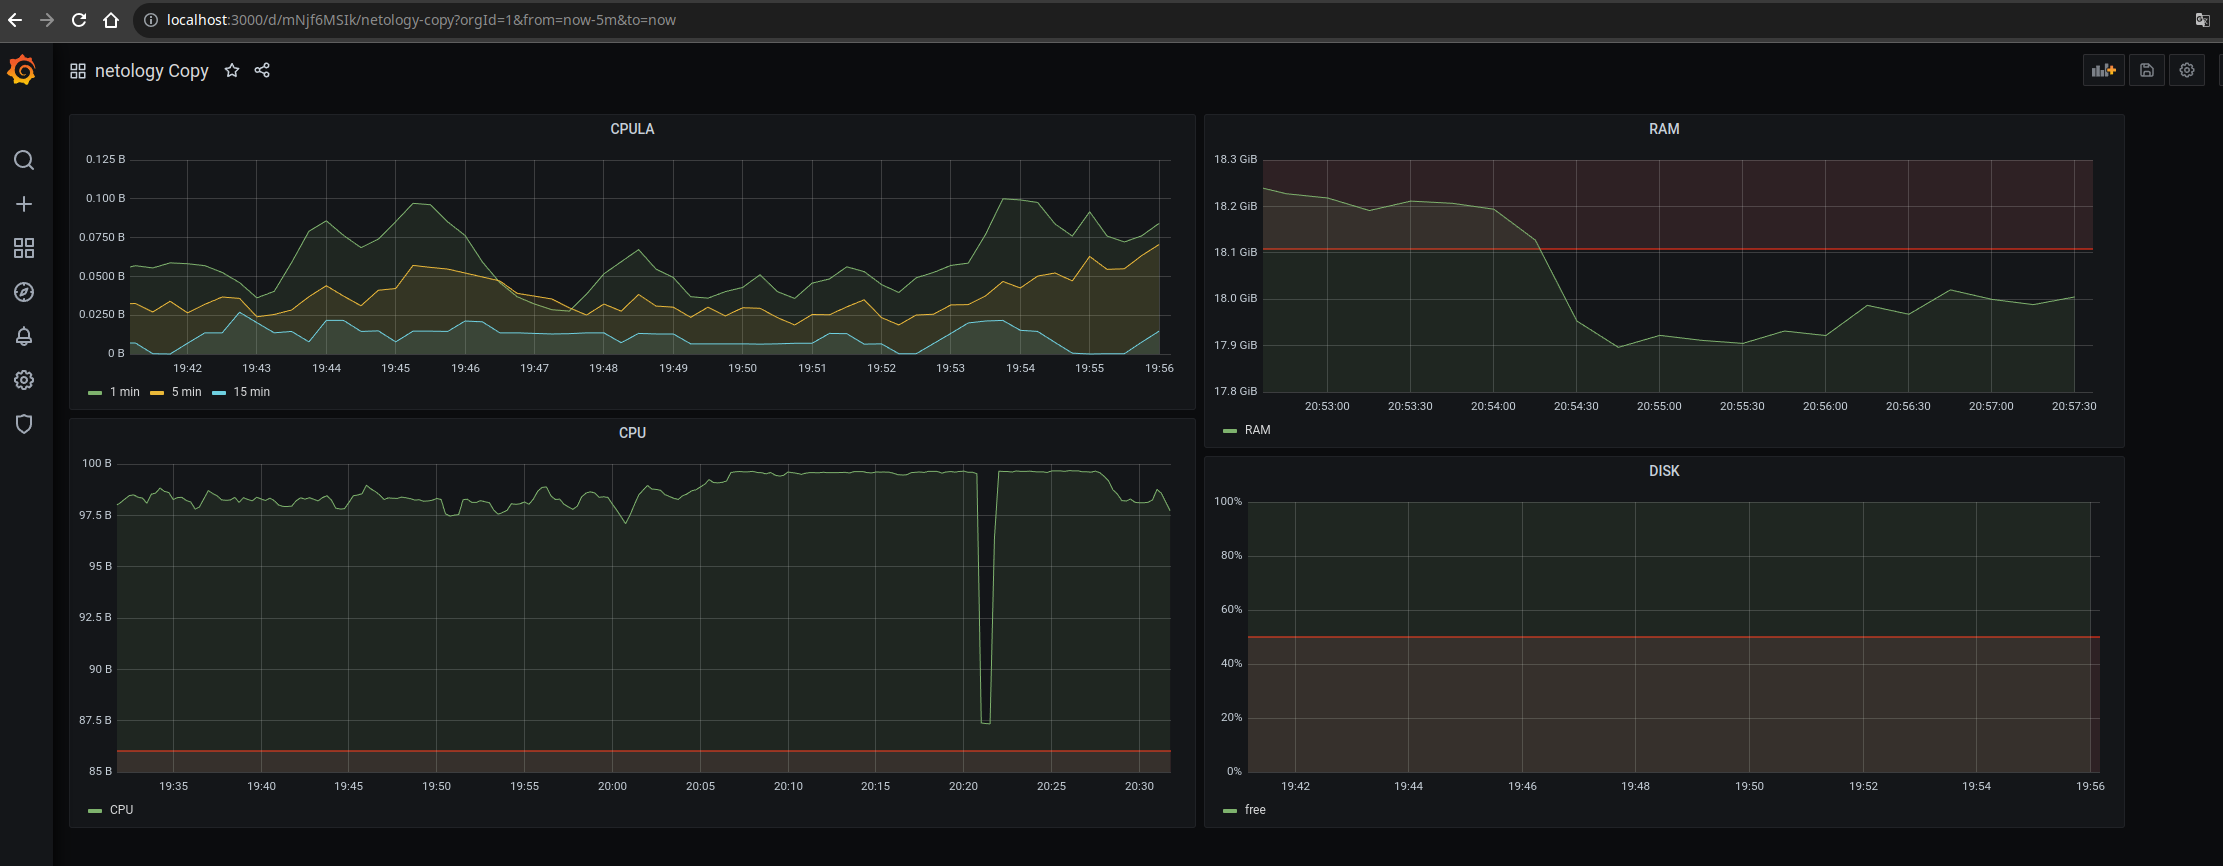 localhost:3000/d/mNjf6MSIk/netology-copy?orgId=1&from=now-5m&to=now
netology Copy
CPULA
0.125 B
0.100 B
0.0750 B
0.0500 B
0.0250 B
0 B
19:42 19:43 19:44 19:45 19:46 19:47 19:48 19:49 19:50 19:51 19:52 19:53 19:54 19:55 19:56
1 min 5 min 15 min
RAM
18.3 GiB
18.2 GiB
18.1 GiB
18.0 GiB
17.9 GiB
17.8 GiB
20:53:00 20:53:30 20:54:00 20:54:30 20:55:00 20:55:30 20:56:00 20:56:30 20:57:00 20:57:30
RAM
CPU
100 B
97.5 B
95 B
92.5 B
90 B
87.5 B
85 B
19:35 19:40 19:45 19:50 19:55 20:00 20:05 20:10 20:15 20:20 20:25 20:30
CPU
DISK
100%
80%
60%
40%
20%
0%
19:42 19:44 19:46 19:48 19:50 19:52 19:54 19:56
free